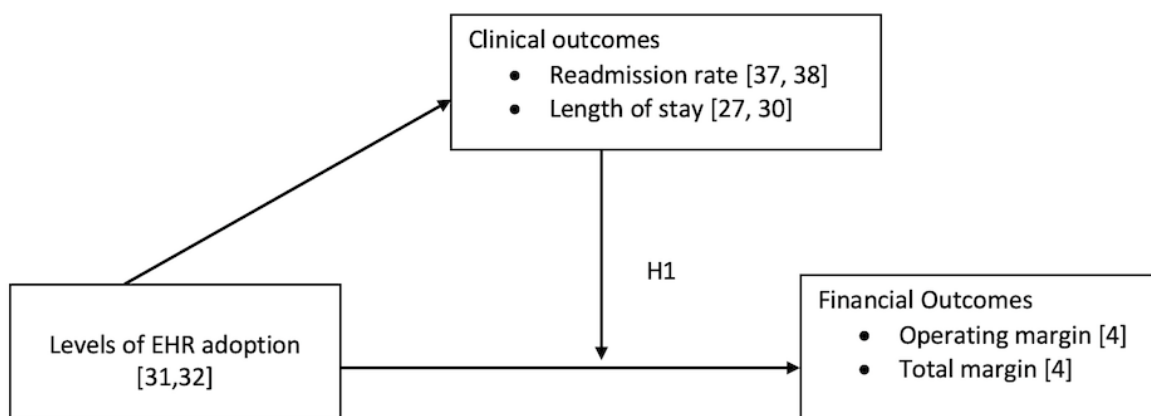 Clinical outcomes
• Readmission rate [37, 38]
• Length of stay [27, 30]
H1
Levels of EHR adoption
[31,32]
Financial Outcomes
• Operating margin [4]
• Total margin [4]